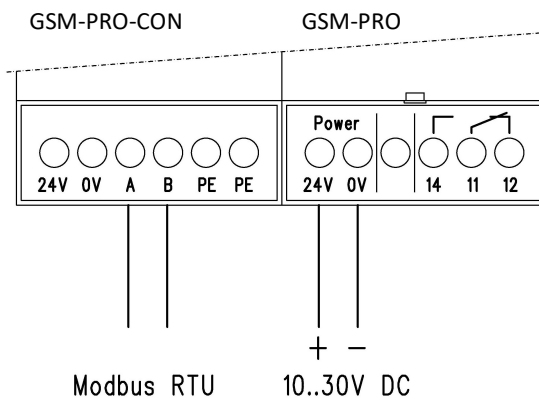 GSM-PRO-CON GSM-PRO
Power
24V 0V A B PE PE 24V 0V 14 11 12
+ −
Modbus RTU 10..30V DC